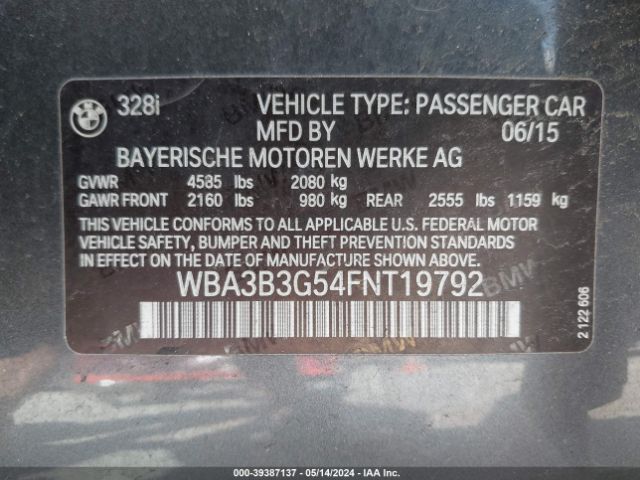 BMW 328i VEHICLE TYPE: PASSENGER CAR
MFD BY 06/15
BAYERISCHE MOTOREN WERKE AG
GVWR 4585 lbs 2080 kg
GAWR FRONT 2160 lbs 980 kg REAR 2555 lbs 1159 kg
THIS VEHICLE CONFORMS TO ALL APPLICABLE U.S. FEDERAL MOTOR
VEHICLE SAFETY, BUMPER AND THEFT PREVENTION STANDARDS
IN EFFECT ON THE DATE OF MANUFACTURE SHOWN ABOVE.
WBA3B3G54FNT19792
2 122 606
000-39387137 - 05/14/2024 - IAA Inc.